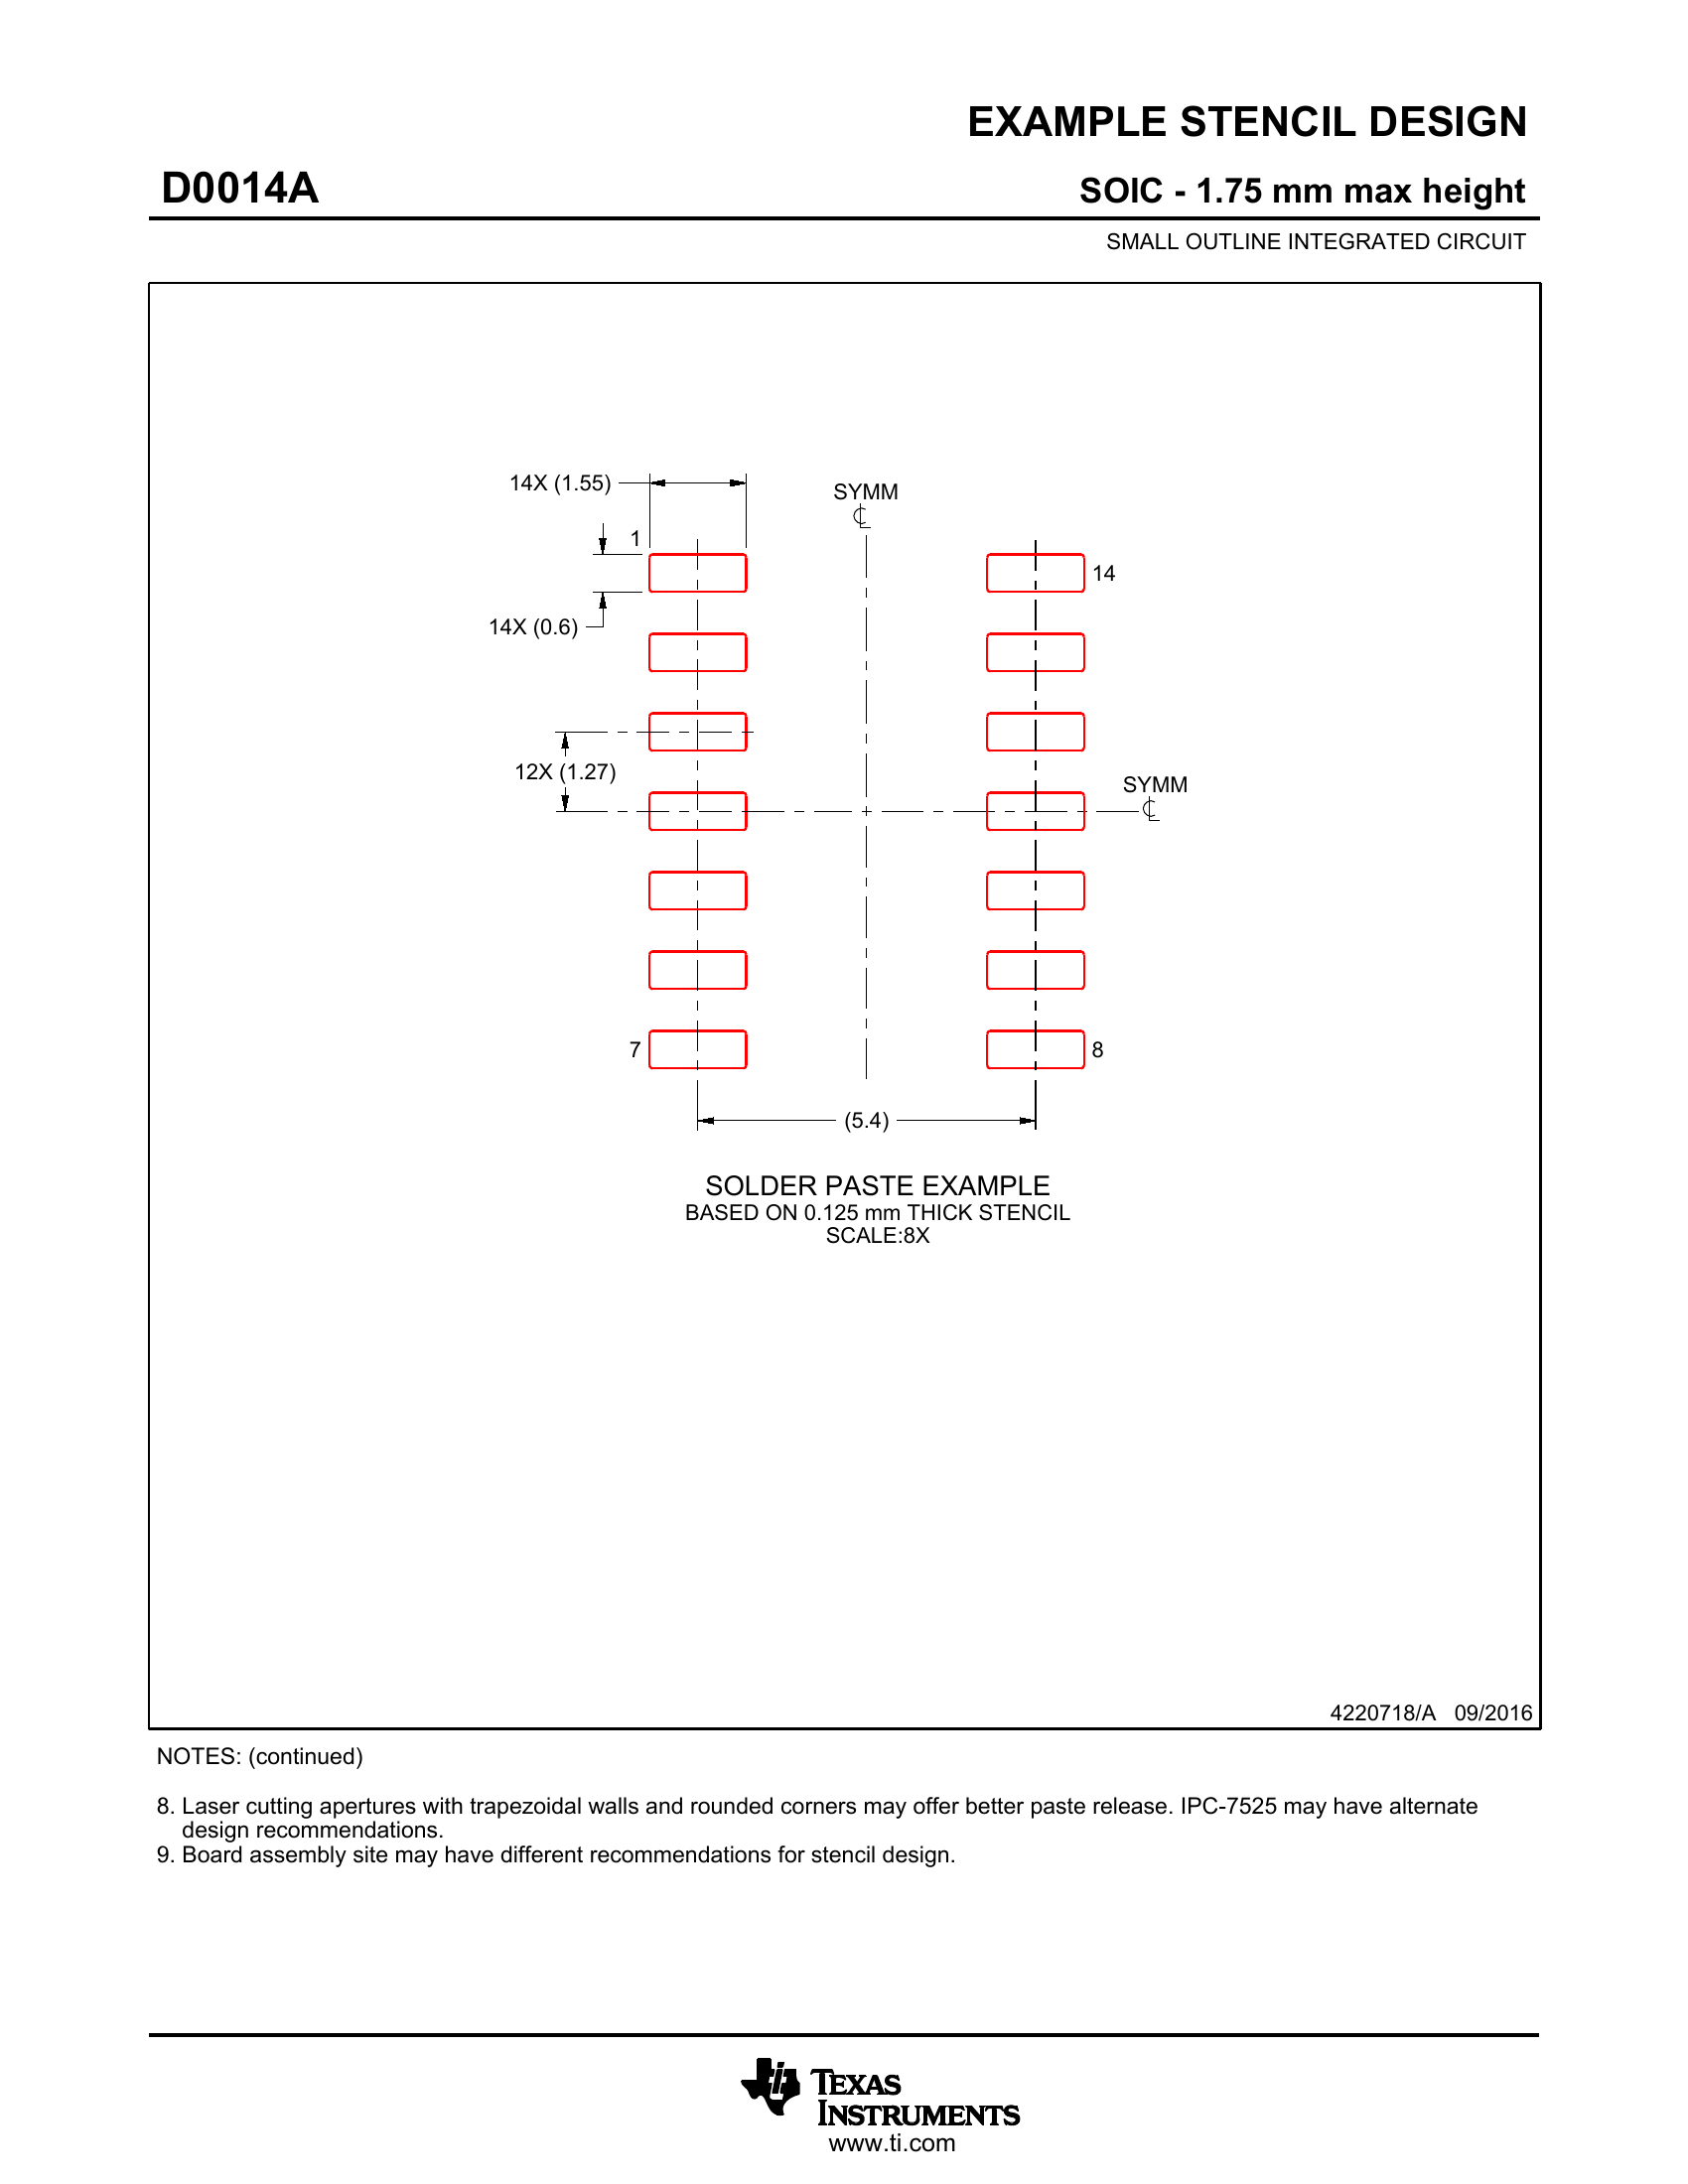 EXAMPLE STENCIL DESIGN
D0014A
SOIC - 1.75 mm max height
SMALL OUTLINE INTEGRATED CIRCUIT
14X (1.55)
SYMM
1
14
14X (0.6)
12X (1.27)
SYMM
7
8
(5.4)
SOLDER PASTE EXAMPLE
BASED ON 0.125 mm THICK STENCIL
SCALE:8X
4220718/A 09/2016
NOTES: (continued)
8. Laser cutting apertures with trapezoidal walls and rounded corners may offer better paste release. IPC-7525 may have alternate
design recommendations.
9. Board assembly site may have different recommendations for stencil design.
TEXAS
INSTRUMENTS
www.ti.com